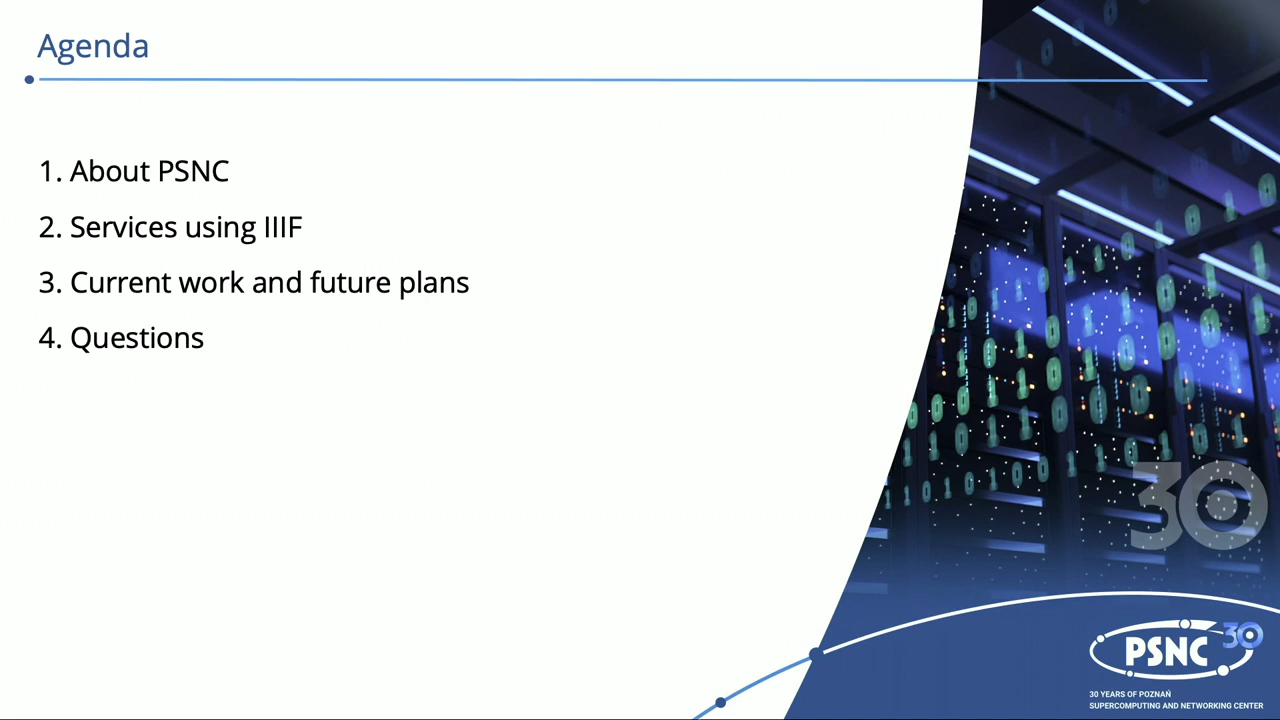 Agenda
1. About PSNC
2. Services using IIIF
3. Current work and future plans
4. Questions
30
PSNC 30
30 YEARS OF POZNAŃ
SUPERCOMPUTING AND NETWORKING CENTER